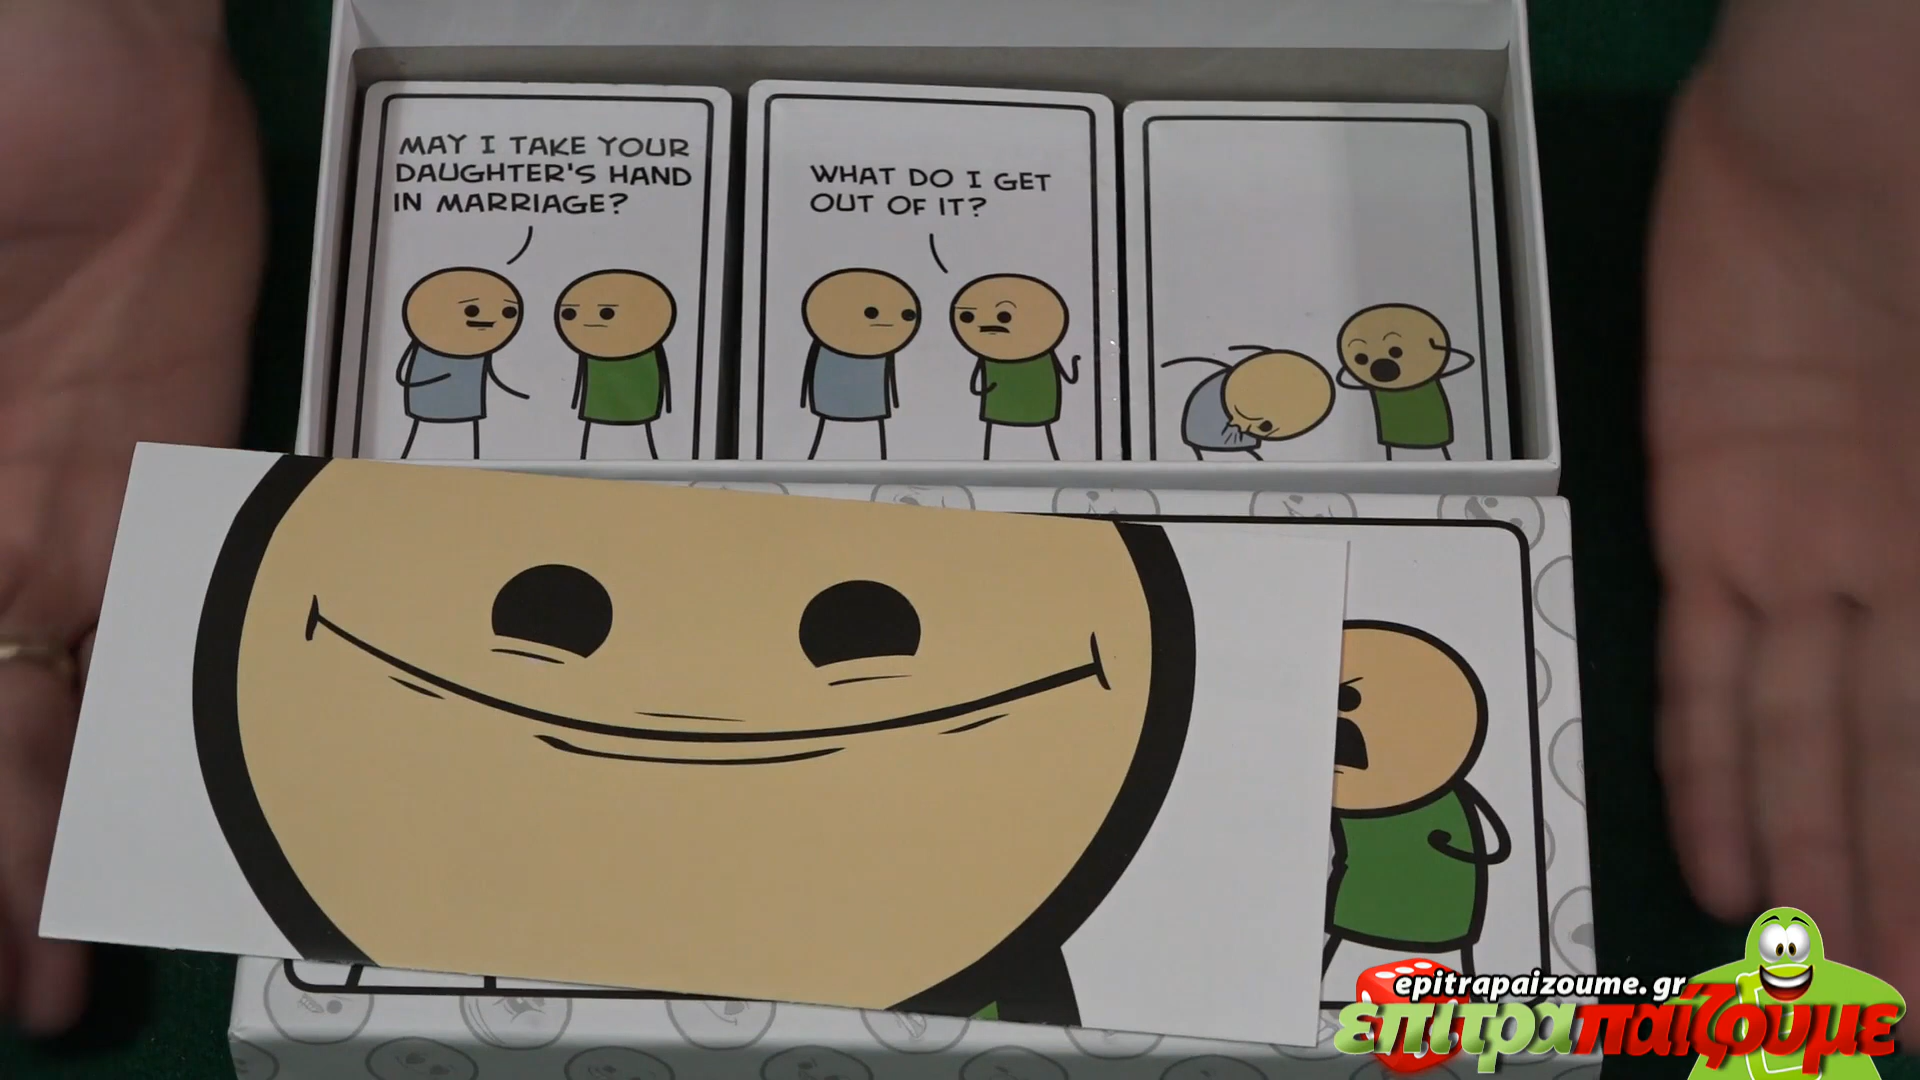 MAY I TAKE YOUR
DAUGHTER'S HAND
IN MARRIAGE?
WHAT DO I GET
OUT OF IT?
epitrapaizoume.gr
επιτραπαίζουμε